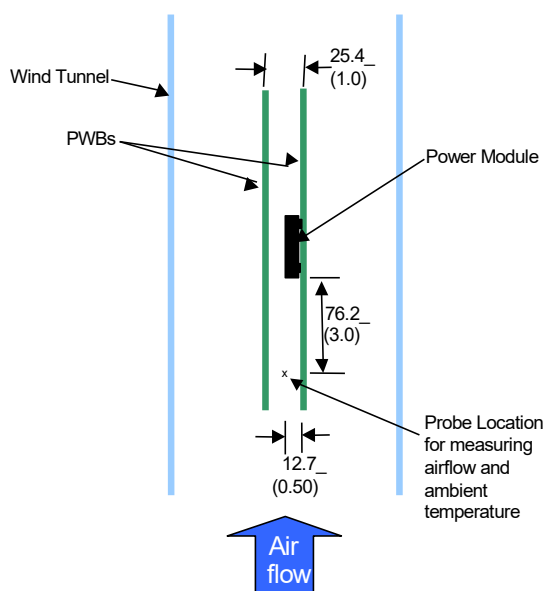 25.4_
(1.0)
Wind Tunnel
PWBs
Power Module
76.2_
(3.0)
x
Probe Location
for measuring
airflow and
ambient
temperature
12.7_
(0.50)
Air
flow